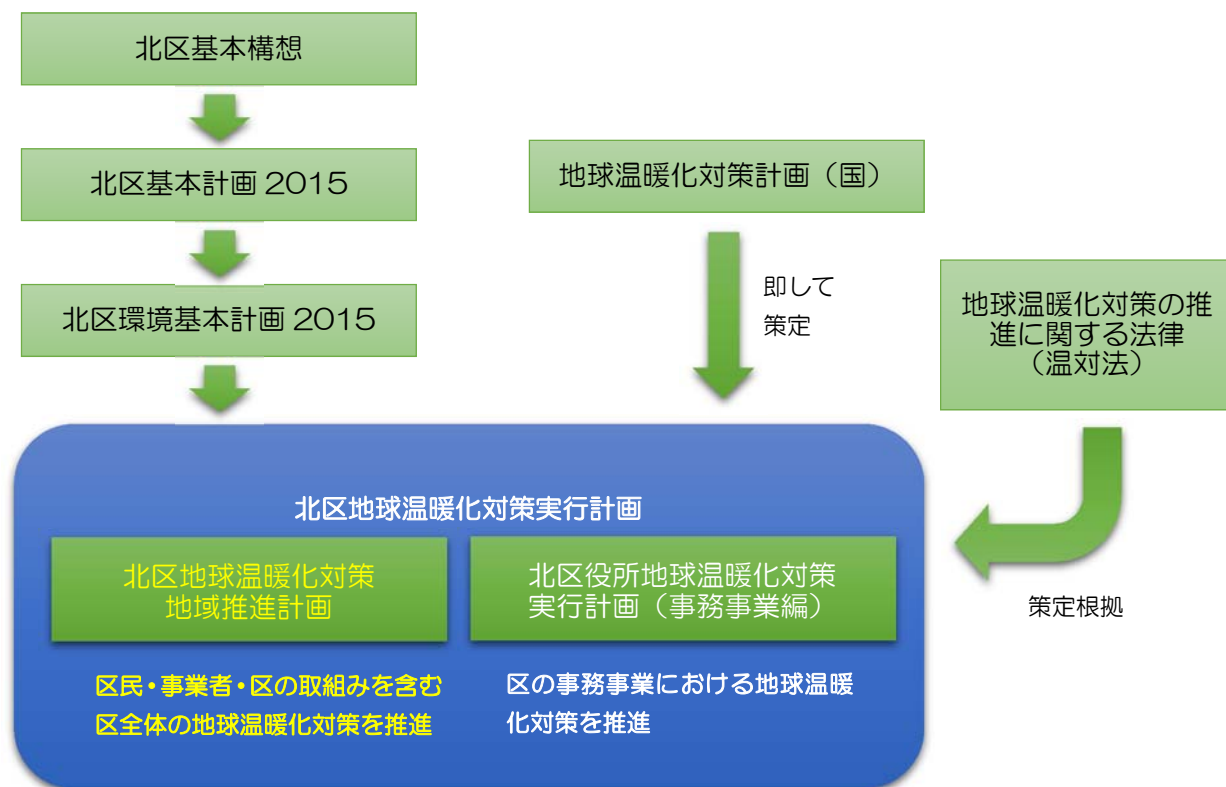 北区基本構想
北区基本計画2015
北区環境基本計画2015
地球温暖化対策計画（国）
即して
策定
地球温暖化対策の推
進に関する法律
（温対法）
策定根拠
北区地球温暖化対策実行計画
北区地球温暖化対策
地域推進計画
区民・事業者・区の取組みを含む
区全体の地球温暖化対策を推進
北区役所地球温暖化対策
実行計画（事務事業編）
区の事務事業における地球温暖
化対策を推進